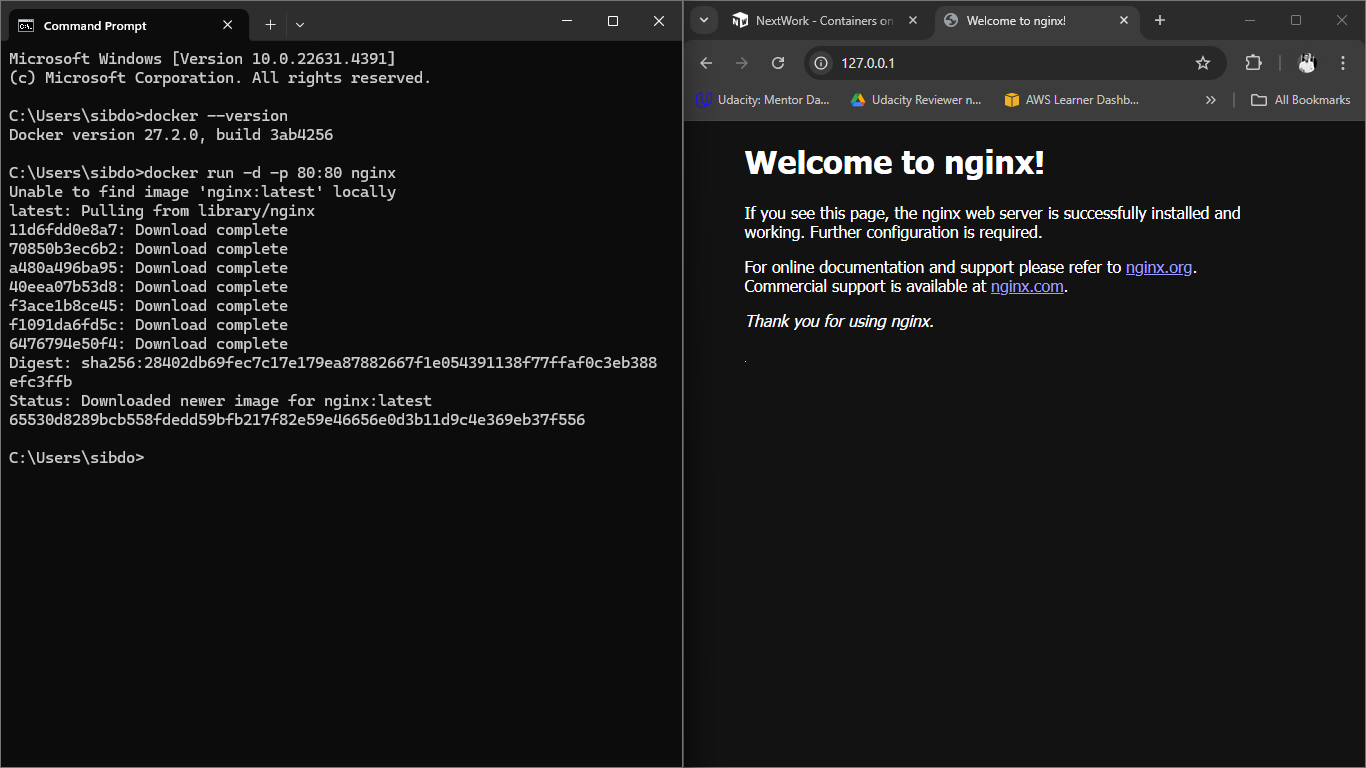 Command Prompt
Microsoft Windows [Version 10.0.22631.4391]
(c) Microsoft Corporation. All rights reserved.
C:\Users\sibdo>docker --version
Docker version 27.2.0, build 3ab4256
C:\Users\sibdo>docker run -d -p 80:80 nginx
Unable to find image 'nginx:latest' locally
latest: Pulling from library/nginx
11d6fdd0e8a7: Download complete
70850b3ec6b2: Download complete
a480a496ba95: Download complete
40eea07b53d8: Download complete
f3ace1b8ce45: Download complete
f1091da6fd5c: Download complete
6476794e50f4: Download complete
Digest: sha256:28402db69fec7c17e179ea87882667f1e054391138f77ffaf0c3eb388
efc3ffb
Status: Downloaded newer image for nginx:latest
65530d8289bcb558fdedd59bfb217f82e59e46656e0d3b11d9c4e369eb37f556
C:\Users\sibdo>
NextWork - Containers on
Welcome to nginx!
127.0.0.1
Udacity: Mentor Da...
Udacity Reviewer n...
AWS Learner Dashb...
All Bookmarks
Welcome to nginx!
If you see this page, the nginx web server is successfully installed and
working. Further configuration is required.
For online documentation and support please refer to nginx.org.
Commercial support is available at nginx.com.
Thank you for using nginx.